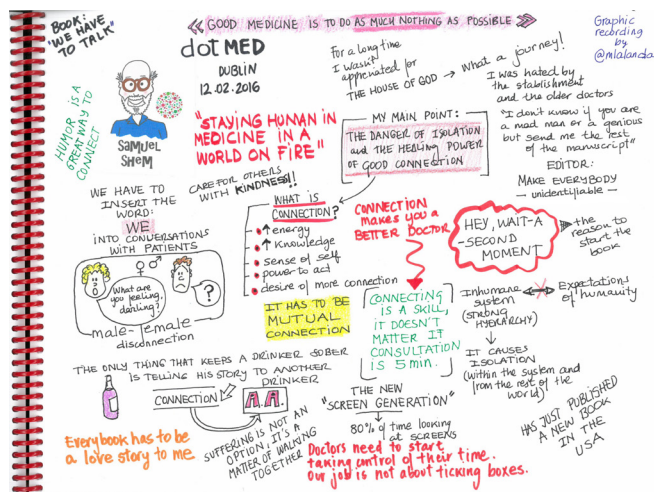 BOOK:
"WE HAVE
TO TALK"
≪ GOOD MEDICINE IS TO DO AS MUCH NOTHING AS POSSIBLE ≫
Graphic
recording
by
@mlalanda
dotMED
DUBLIN
12.02.2016
HUMOR IS A
GREAT WAY TO
CONNECT
SAMUEL
SHEM
"STAYING HUMAN IN
MEDICINE IN A
WORLD ON FIRE"
For a long time
I wasn't
appreciated for
THE HOUSE OF GOD → What a journey!
I was hated by
the stablishment
and the older doctors
"I don't know if you are
a mad man or a genious
but send me the rest
of the manuscript"
EDITOR:
MAKE EVERYBODY
— unidentifiable —
MY MAIN POINT:
THE DANGER OF ISOLATION
and THE HEALING POWER
OF GOOD CONNECTION
WE HAVE TO
INSERT THE
WORD:
WE
INTO CONVERSATIONS
WITH PATIENTS
CARE FOR OTHERS
WITH KINDNESS!!
WHAT IS
CONNECTION?
↑ energy
↑ Knowledge
sense of self
power to act
desire of more connection
CONNECTION
makes you a
BETTER DOCTOR
HEY, WAIT-A
-SECOND
MOMENT
the
reason to
start the
book
♀ ♂
What are
you feeling,
darling?
?
male- female
disconnection
IT HAS TO BE
MUTUAL
CONNECTION
CONNECTING
IS A SKILL,
IT DOESN'T
MATTER IF
CONSULTATION
IS 5 min.
Inhumane
system
(STRONG
HIERARCHY)
Expectations
of humanity
IT CAUSES
ISOLATION
(within the system and
from the rest of the
world)
THE ONLY THING THAT KEEPS A DRINKER SOBER
IS TELLING HIS STORY TO ANOTHER
DRINKER
CONNECTION
A.A.
THE NEW
"SCREEN GENERATION"
80% of time looking
at SCREENS
HAS JUST PUBLISHED
A NEW BOOK
IN THE
USA
Every book has to be
a love story to me.
SUFFERING IS NOT AN
OPTION, IT'S A
MATTER OF WALKING
TOGETHER
Doctors need to start
taking control of their time.
Our job is not about ticking boxes.